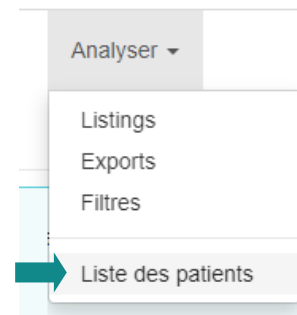 Analyser
Listings
Exports
Filtres
Liste des patients